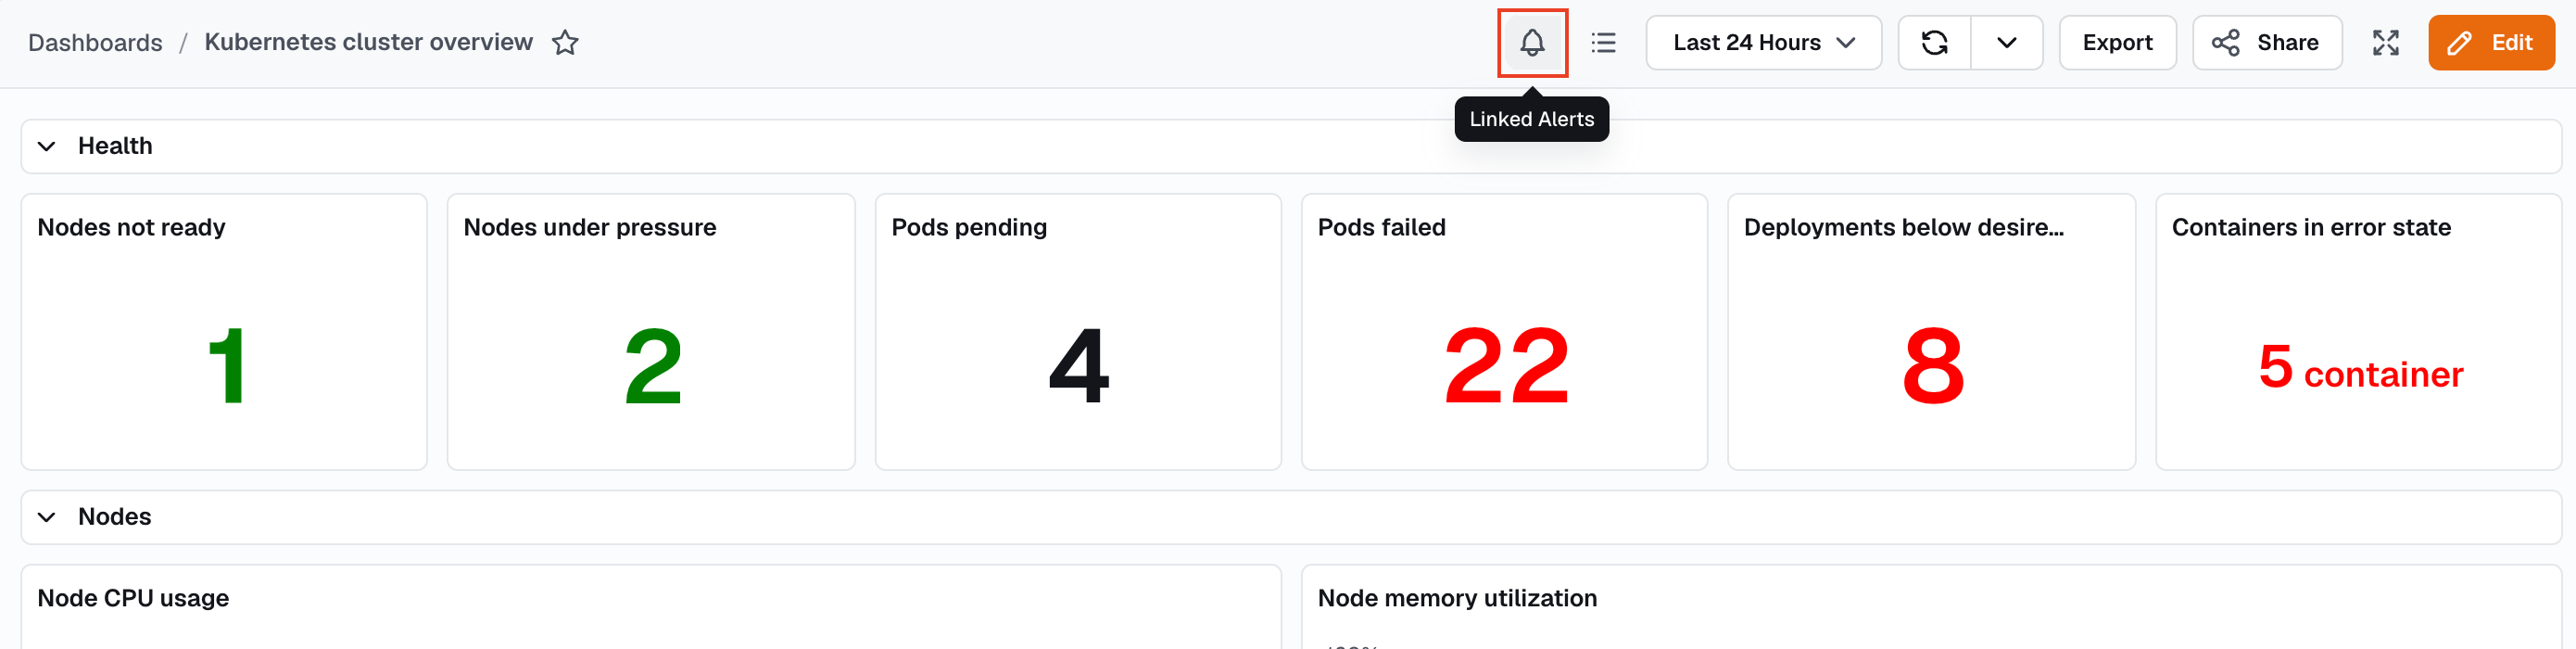 Dashboards / Kubernetes cluster overview
Last 24 Hours
Export
Share
Edit
Linked Alerts
Health
Nodes not ready
Nodes under pressure
Pods pending
Pods failed
Deployments below desire...
Containers in error state
1
2
4
22
8
5 container
Nodes
Node CPU usage
Node memory utilization